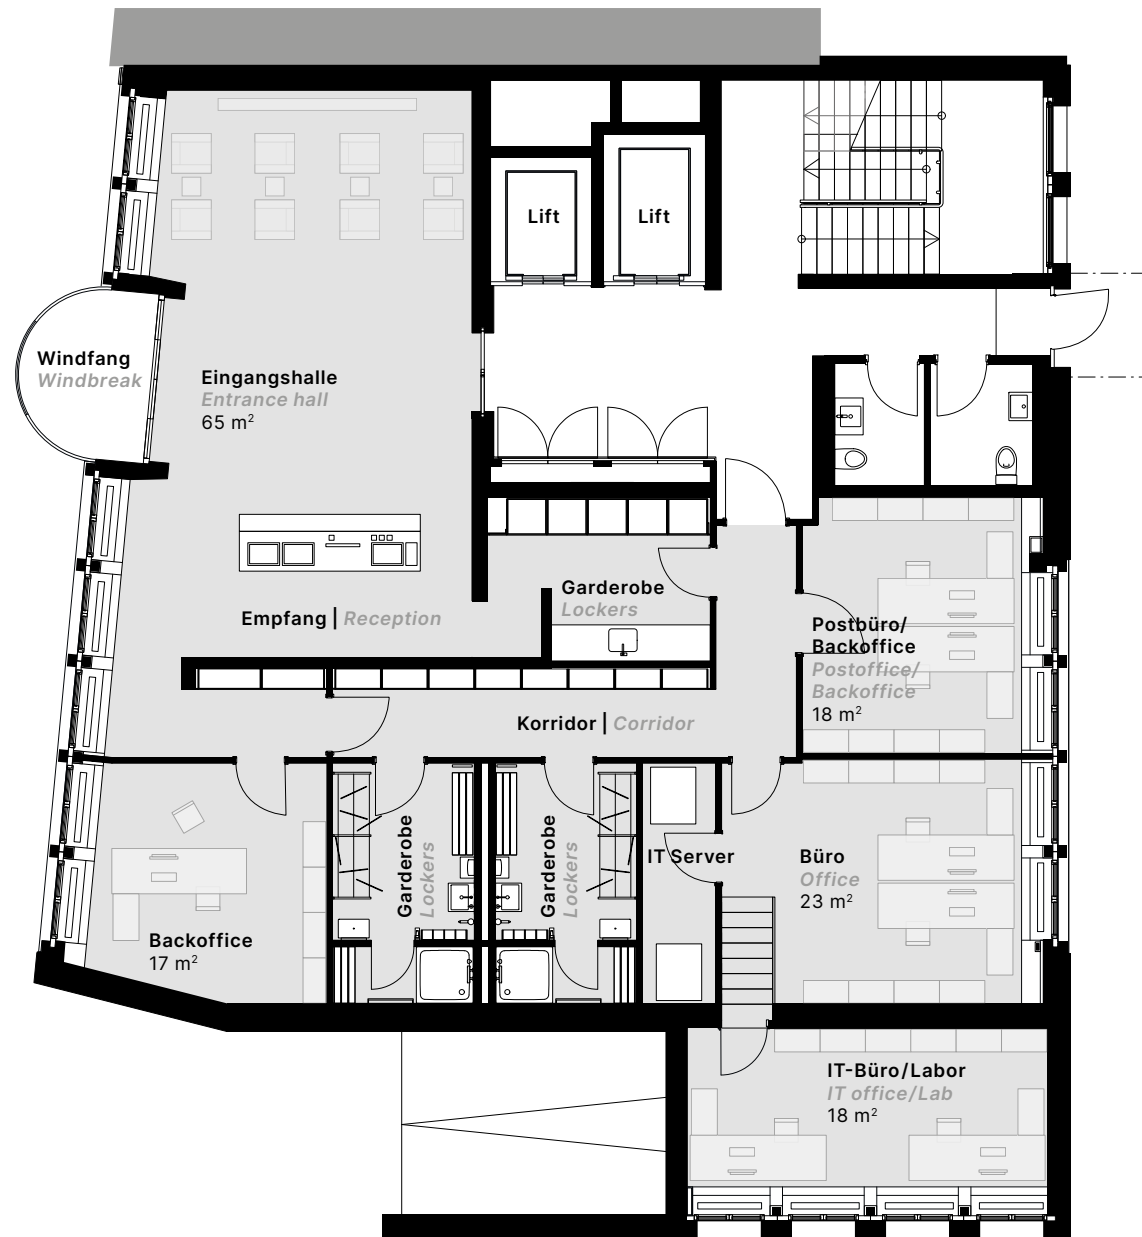 Lift
Lift
Windfang
Windbreak
Eingangshalle
Entrance hall
65 m²
Empfang | Reception
Garderobe
Lockers
Postbüro/
Backoffice
Postoffice/
Backoffice
18 m²
Korridor | Corridor
Backoffice
17 m²
Garderobe
Lockers
Garderobe
Lockers
IT Server
Büro
Office
23 m²
IT-Büro/Labor
IT office/Lab
18 m²